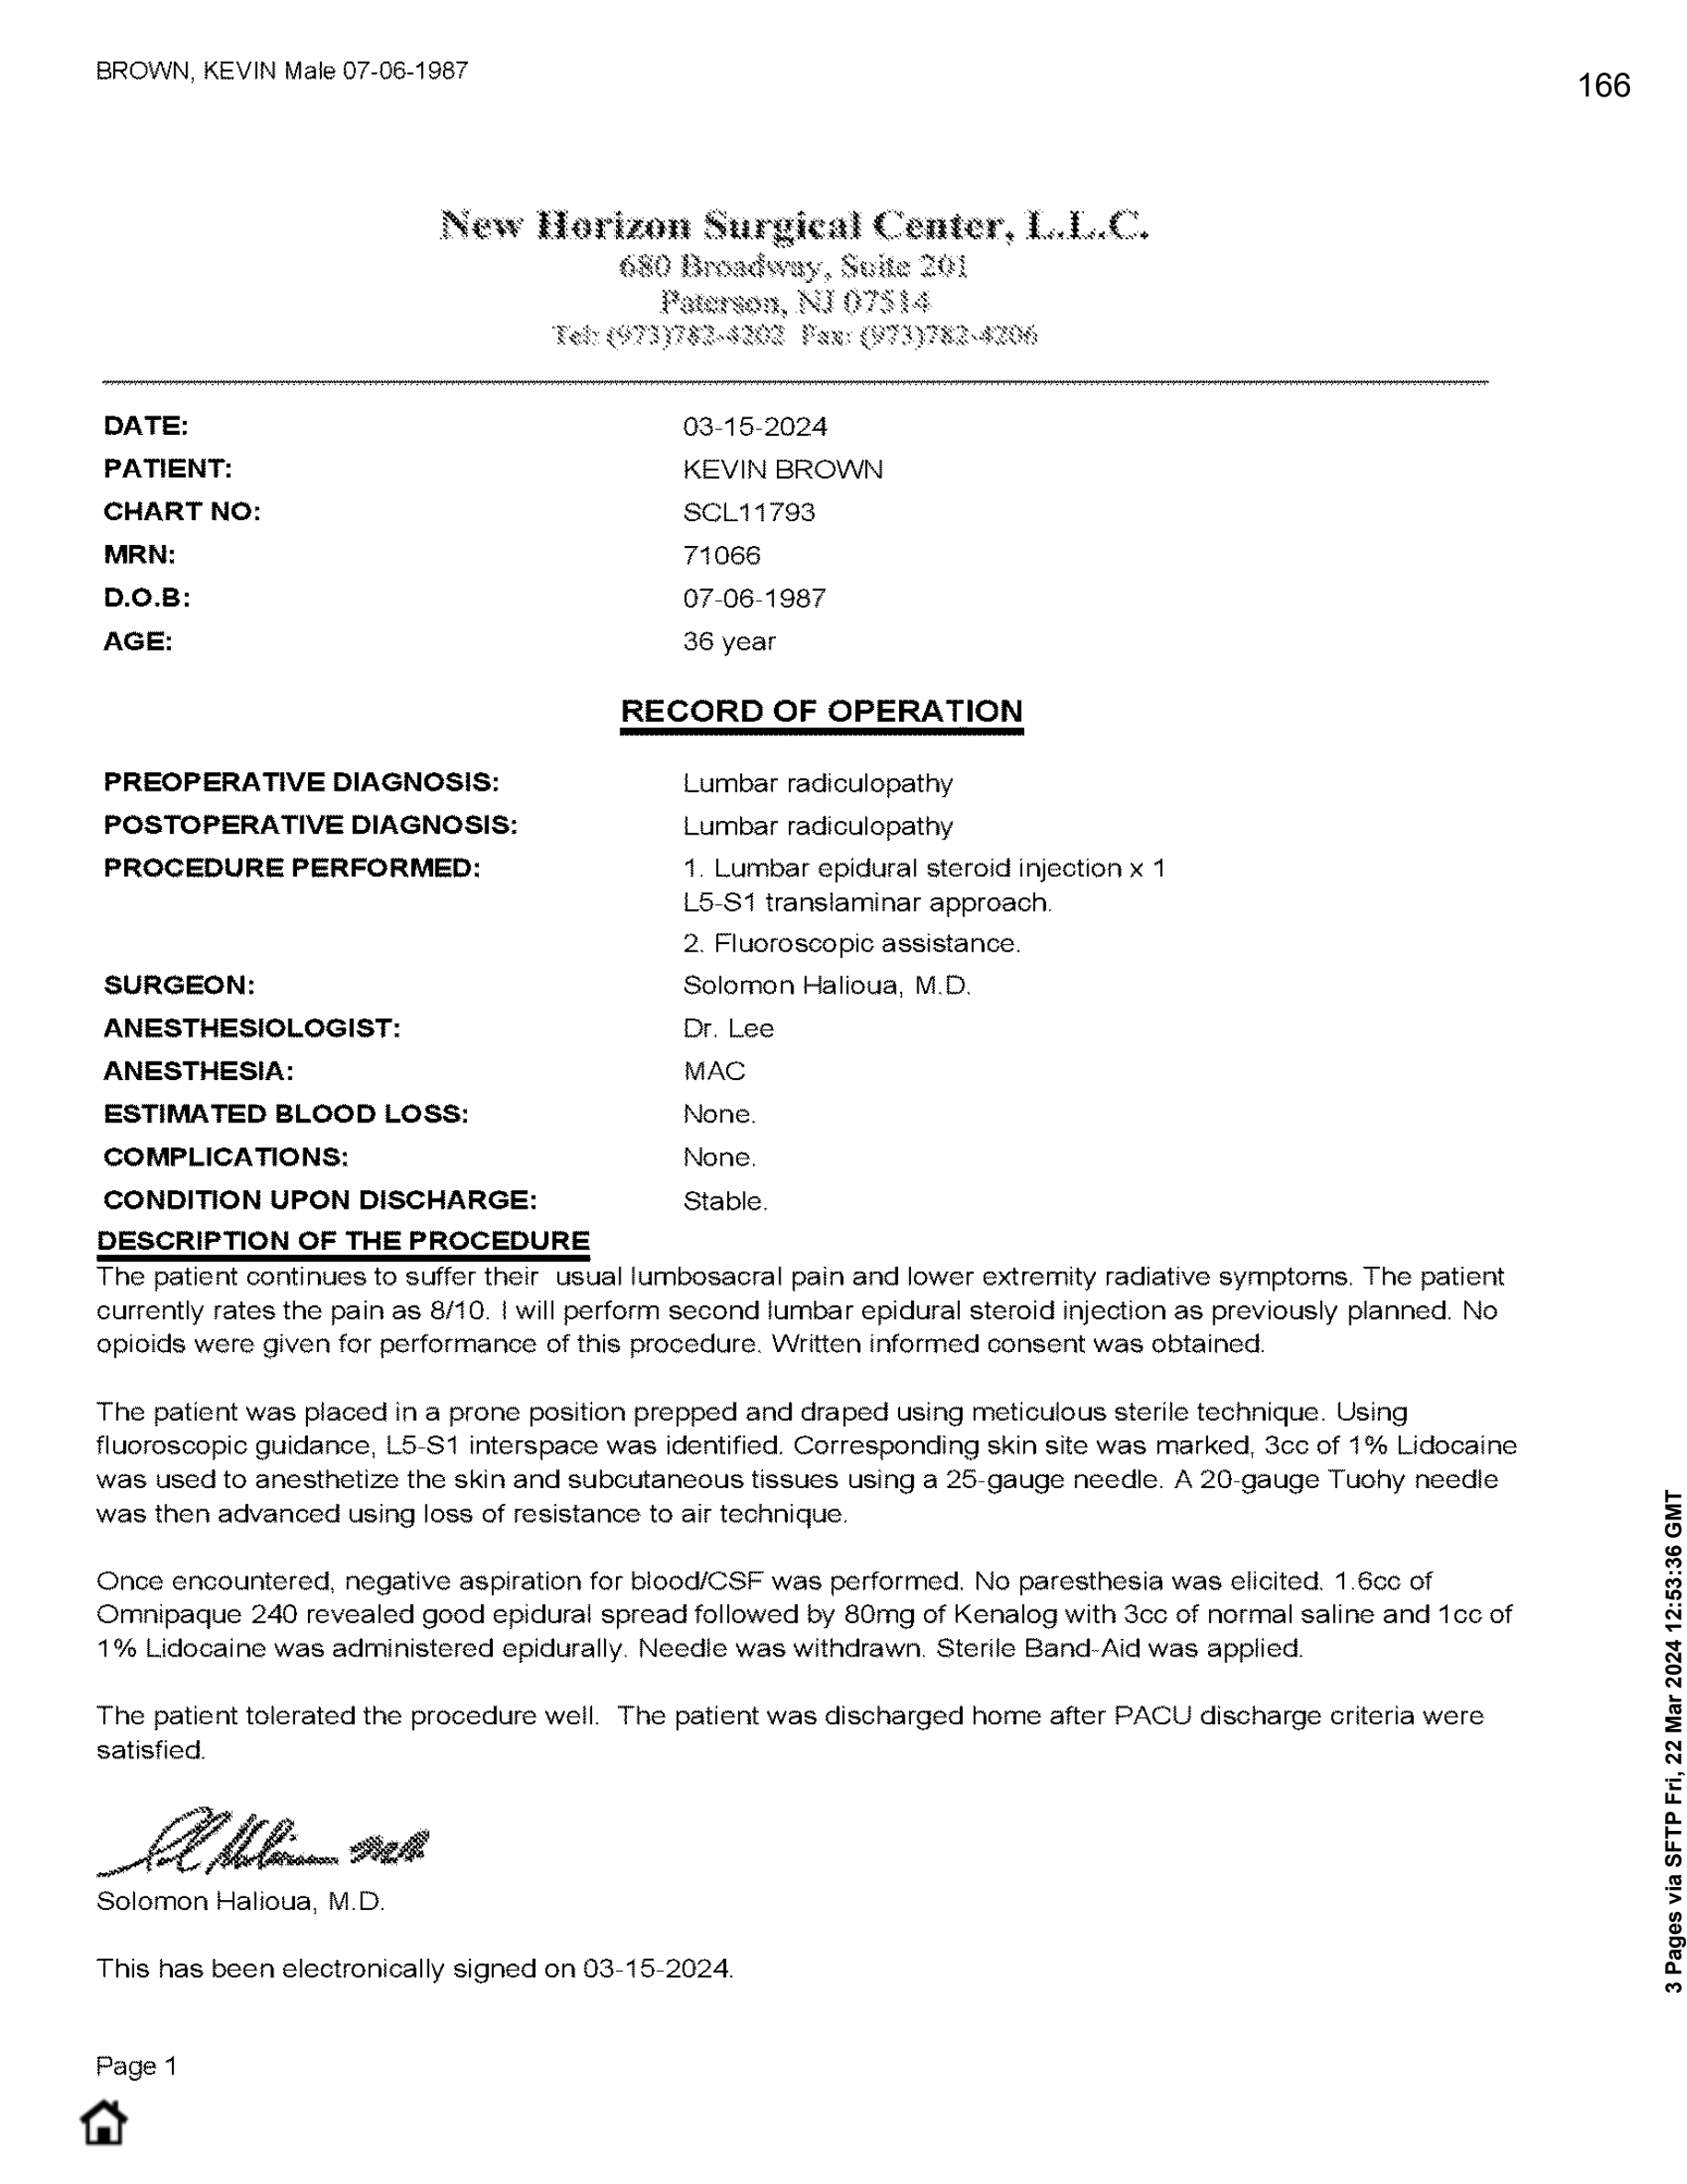 BROWN, KEVIN Male 07-06-1987
166
New Horizon Surgical Center, L.L.C.
680 Broadway, Suite 201
Paterson, NJ 07514
Tel: (973)782-4202 Fax: (973)782-4206
DATE: 03-15-2024
PATIENT: KEVIN BROWN
CHART NO: SCL11793
MRN: 71066
D.O.B: 07-06-1987
AGE: 36 year
RECORD OF OPERATION
PREOPERATIVE DIAGNOSIS: Lumbar radiculopathy
POSTOPERATIVE DIAGNOSIS: Lumbar radiculopathy
PROCEDURE PERFORMED: 1. Lumbar epidural steroid injection x 1
L5-S1 translaminar approach.
2. Fluoroscopic assistance.
SURGEON: Solomon Halioua, M.D.
ANESTHESIOLOGIST: Dr. Lee
ANESTHESIA: MAC
ESTIMATED BLOOD LOSS: None.
COMPLICATIONS: None.
CONDITION UPON DISCHARGE: Stable.
DESCRIPTION OF THE PROCEDURE
The patient continues to suffer their usual lumbosacral pain and lower extremity radiative symptoms. The patient
currently rates the pain as 8/10. I will perform second lumbar epidural steroid injection as previously planned. No
opioids were given for performance of this procedure. Written informed consent was obtained.
The patient was placed in a prone position prepped and draped using meticulous sterile technique. Using
fluoroscopic guidance, L5-S1 interspace was identified. Corresponding skin site was marked, 3cc of 1% Lidocaine
was used to anesthetize the skin and subcutaneous tissues using a 25-gauge needle. A 20-gauge Tuohy needle
was then advanced using loss of resistance to air technique.
Once encountered, negative aspiration for blood/CSF was performed. No paresthesia was elicited. 1.6cc of
Omnipaque 240 revealed good epidural spread followed by 80mg of Kenalog with 3cc of normal saline and 1cc of
1% Lidocaine was administered epidurally. Needle was withdrawn. Sterile Band-Aid was applied.
The patient tolerated the procedure well. The patient was discharged home after PACU discharge criteria were
satisfied.
Solomon Halioua, M.D.
This has been electronically signed on 03-15-2024.
Page 1
3 Pages via SFTP Fri, 22 Mar 2024 12:53:36 GMT